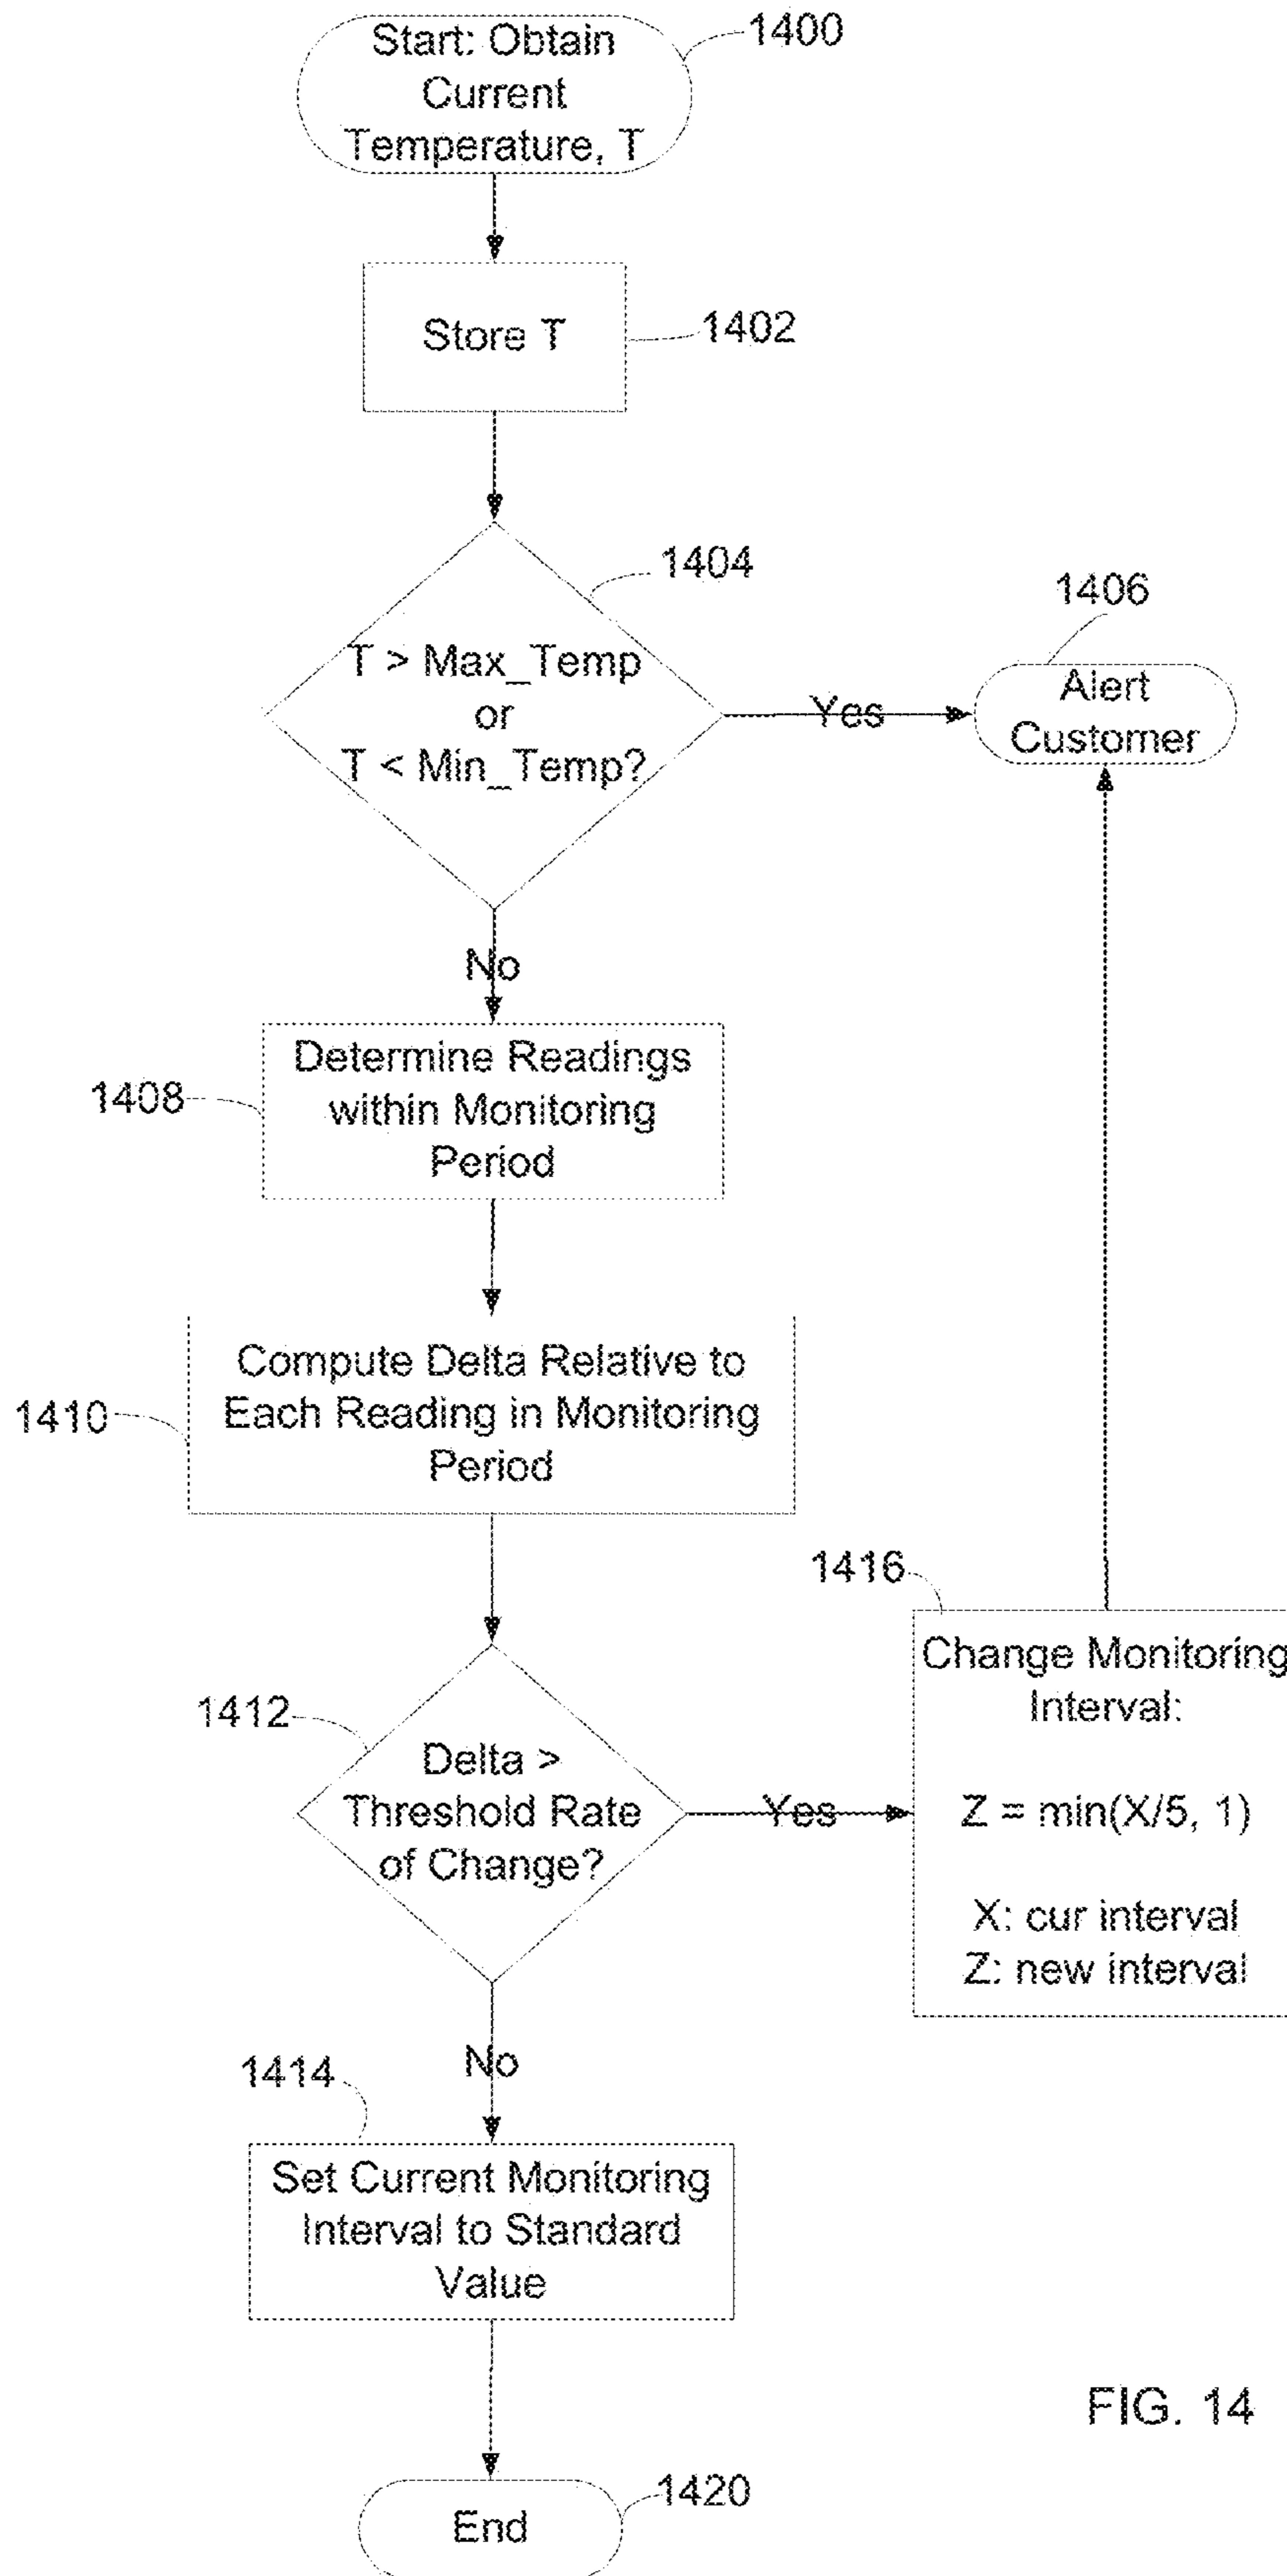 Start: Obtain
Current
Temperature, T
1400
Store T
1402
1404
T > Max_Temp
or
T < Min_Temp?
Yes
1406
Alert
Customer
No
1408
Determine Readings
within Monitoring
Period
1410
Compute Delta Relative to
Each Reading in Monitoring
Period
1412
Delta >
Threshold Rate
of Change?
Yes
1416
Change Monitoring
Interval:
Z = min(X/5, 1)
X: cur interval
Z: new interval
No
1414
Set Current Monitoring
Interval to Standard
Value
1420
End
FIG. 14